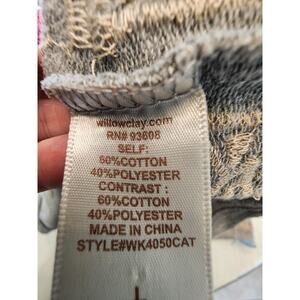 willowclay.com
RN# 93608
SELF:
60%COTTON
40%POLYESTER
CONTRAST :
60%COTTON
40%POLYESTER
MADE IN CHINA
STYLE#WK4050CAT
L